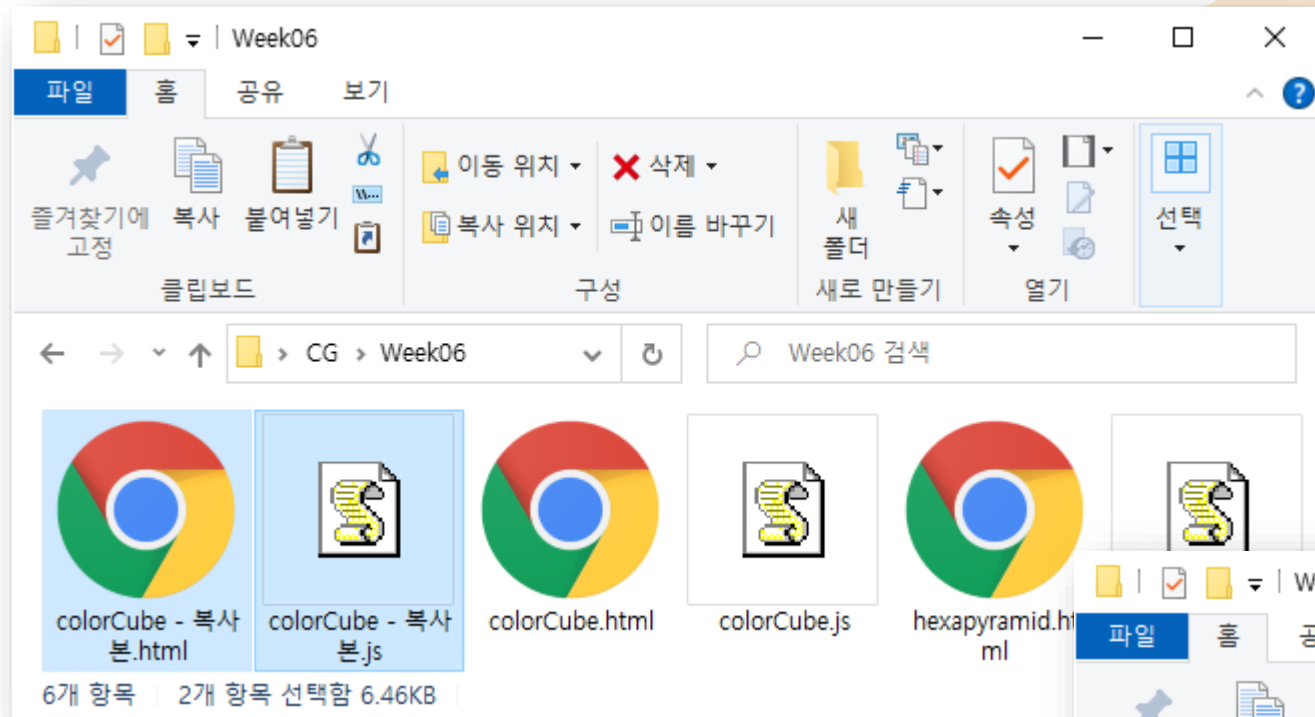 Week06
파일 홈 공유 보기
즐겨찾기에
고정
복사
붙여넣기
이동 위치
복사 위치
삭제
이름 바꾸기
새
폴더
속성
선택
클립보드 구성 새로 만들기 열기
CG > Week06
Week06 검색
colorCube - 복사
본.html
colorCube - 복사
본.js
colorCube.html
colorCube.js
hexapyramid.ht
ml
6개 항목 2개 항목 선택함 6.46KB
파일 홈